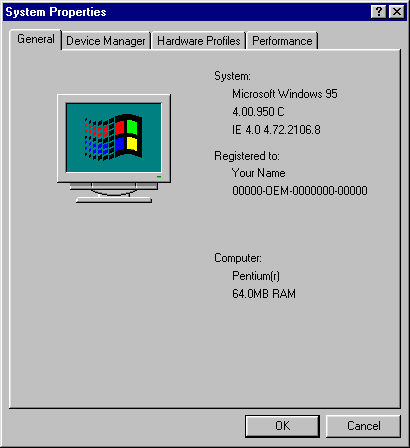 System Properties
General
Device Manager
Hardware Profiles
Performance
System:
Microsoft Windows 95
4.00.950 C
IE 4.0 4.72.2106.8
Registered to:
Your Name
00000-OEM-0000000-00000
Computer:
Pentium(r)
64.0MB RAM
OK
Cancel